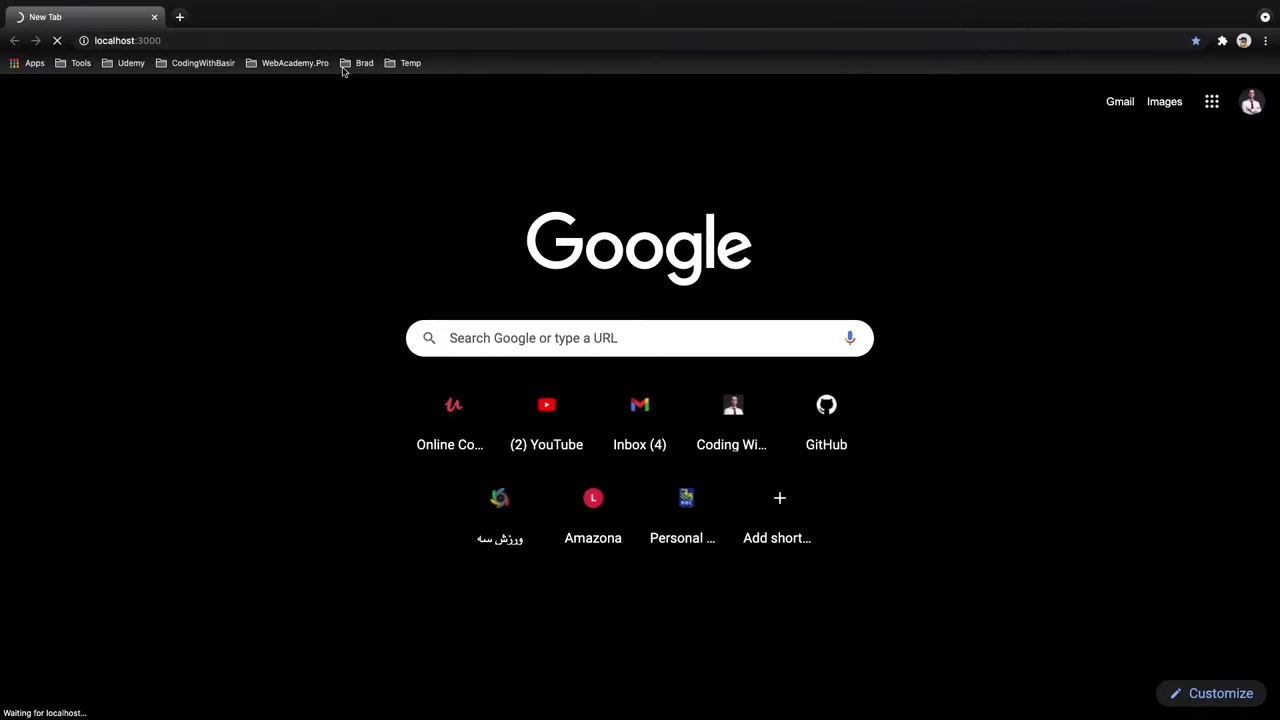 New Tab
localhost:3000
Apps Tools Udemy CodingWithBasir WebAcademy.Pro Brad Temp
Gmail Images
Google
Search Google or type a URL
Online Co... (2) YouTube Inbox (4) Coding Wi... GitHub
L
RBC
ورزش سه Amazona Personal ... Add short...
Customize
Waiting for localhost...